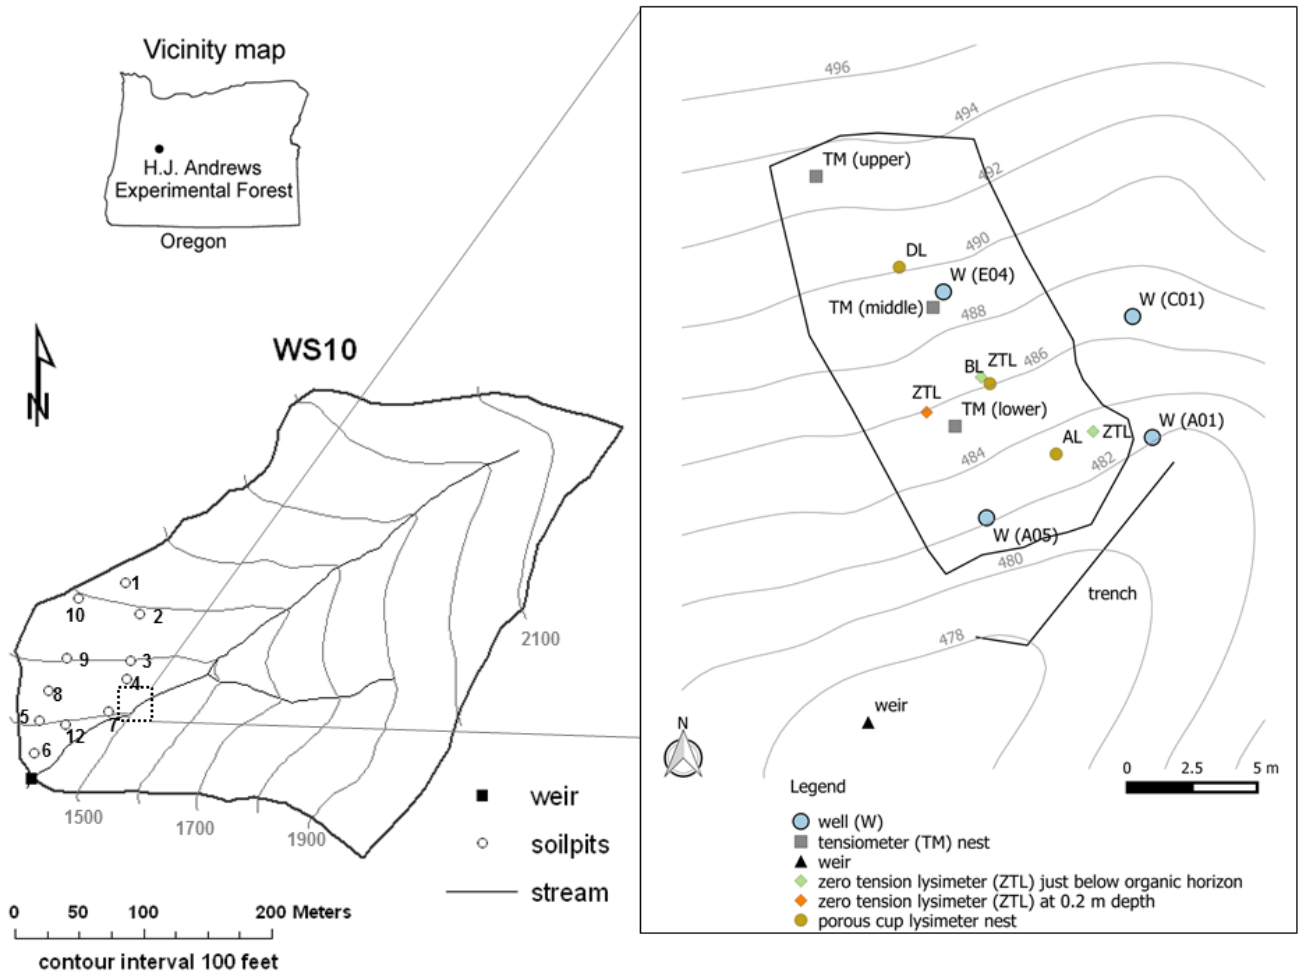 Vicinity map
H.J. Andrews
Experimental Forest
Oregon
N
WS10
1
10
2
9
3
4
8
5
7
12
6
2100
1500
1700
1900
weir
soilpits
stream
0 50 100 200 Meters
contour interval 100 feet
496
494
TM (upper)
492
490
DL
W (E04)
TM (middle)
488
W (C01)
486
BL ZTL
ZTL
TM (lower)
W (A01)
AL ZTL
484
482
W (A05)
480
trench
478
weir
N
0 2.5 5 m
Legend
well (W)
tensiometer (TM) nest
weir
zero tension lysimeter (ZTL) just below organic horizon
zero tension lysimeter (ZTL) at 0.2 m depth
porous cup lysimeter nest